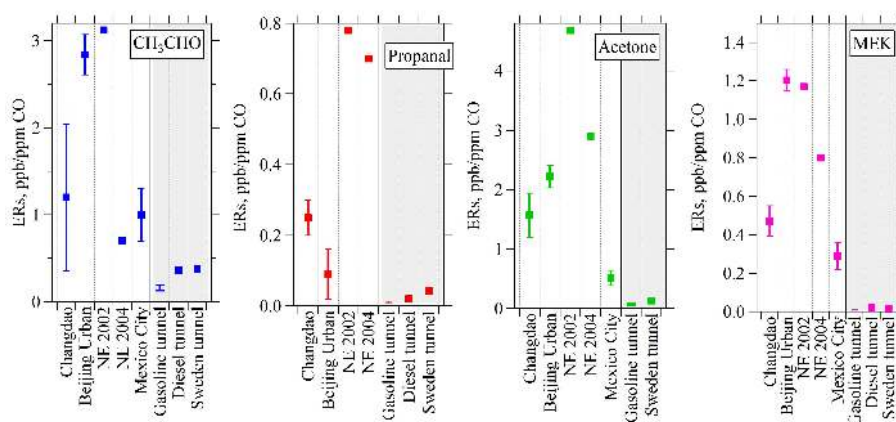 CH₃CHO
ERs, ppb/ppm CO
3
2
1
0
Changdao
Beijing Urban
NE 2002
NE 2004
Mexico City
Gasoline tunnel
Diesel tunnel
Sweden tunnel
Propanal
ERs, ppb/ppm CO
0.8
0.6
0.4
0.2
0.0
Changdao
Beijing Urban
NE 2002
NE 2004
Gasoline tunnel
Diesel tunnel
Sweden tunnel
Acetone
ERs, ppb/ppm CO
4
3
2
1
0
Changdao
Beijing Urban
NE 2002
NE 2004
Mexico City
Gasoline tunnel
Sweden tunnel
MEK
ERs, ppb/ppm CO
1.4
1.2
1.0
0.8
0.6
0.4
0.2
0.0
Changdao
Beijing Urban
NE 2002
NE 2004
Mexico City
Gasoline tunnel
Diesel tunnel
Sweden tunnel